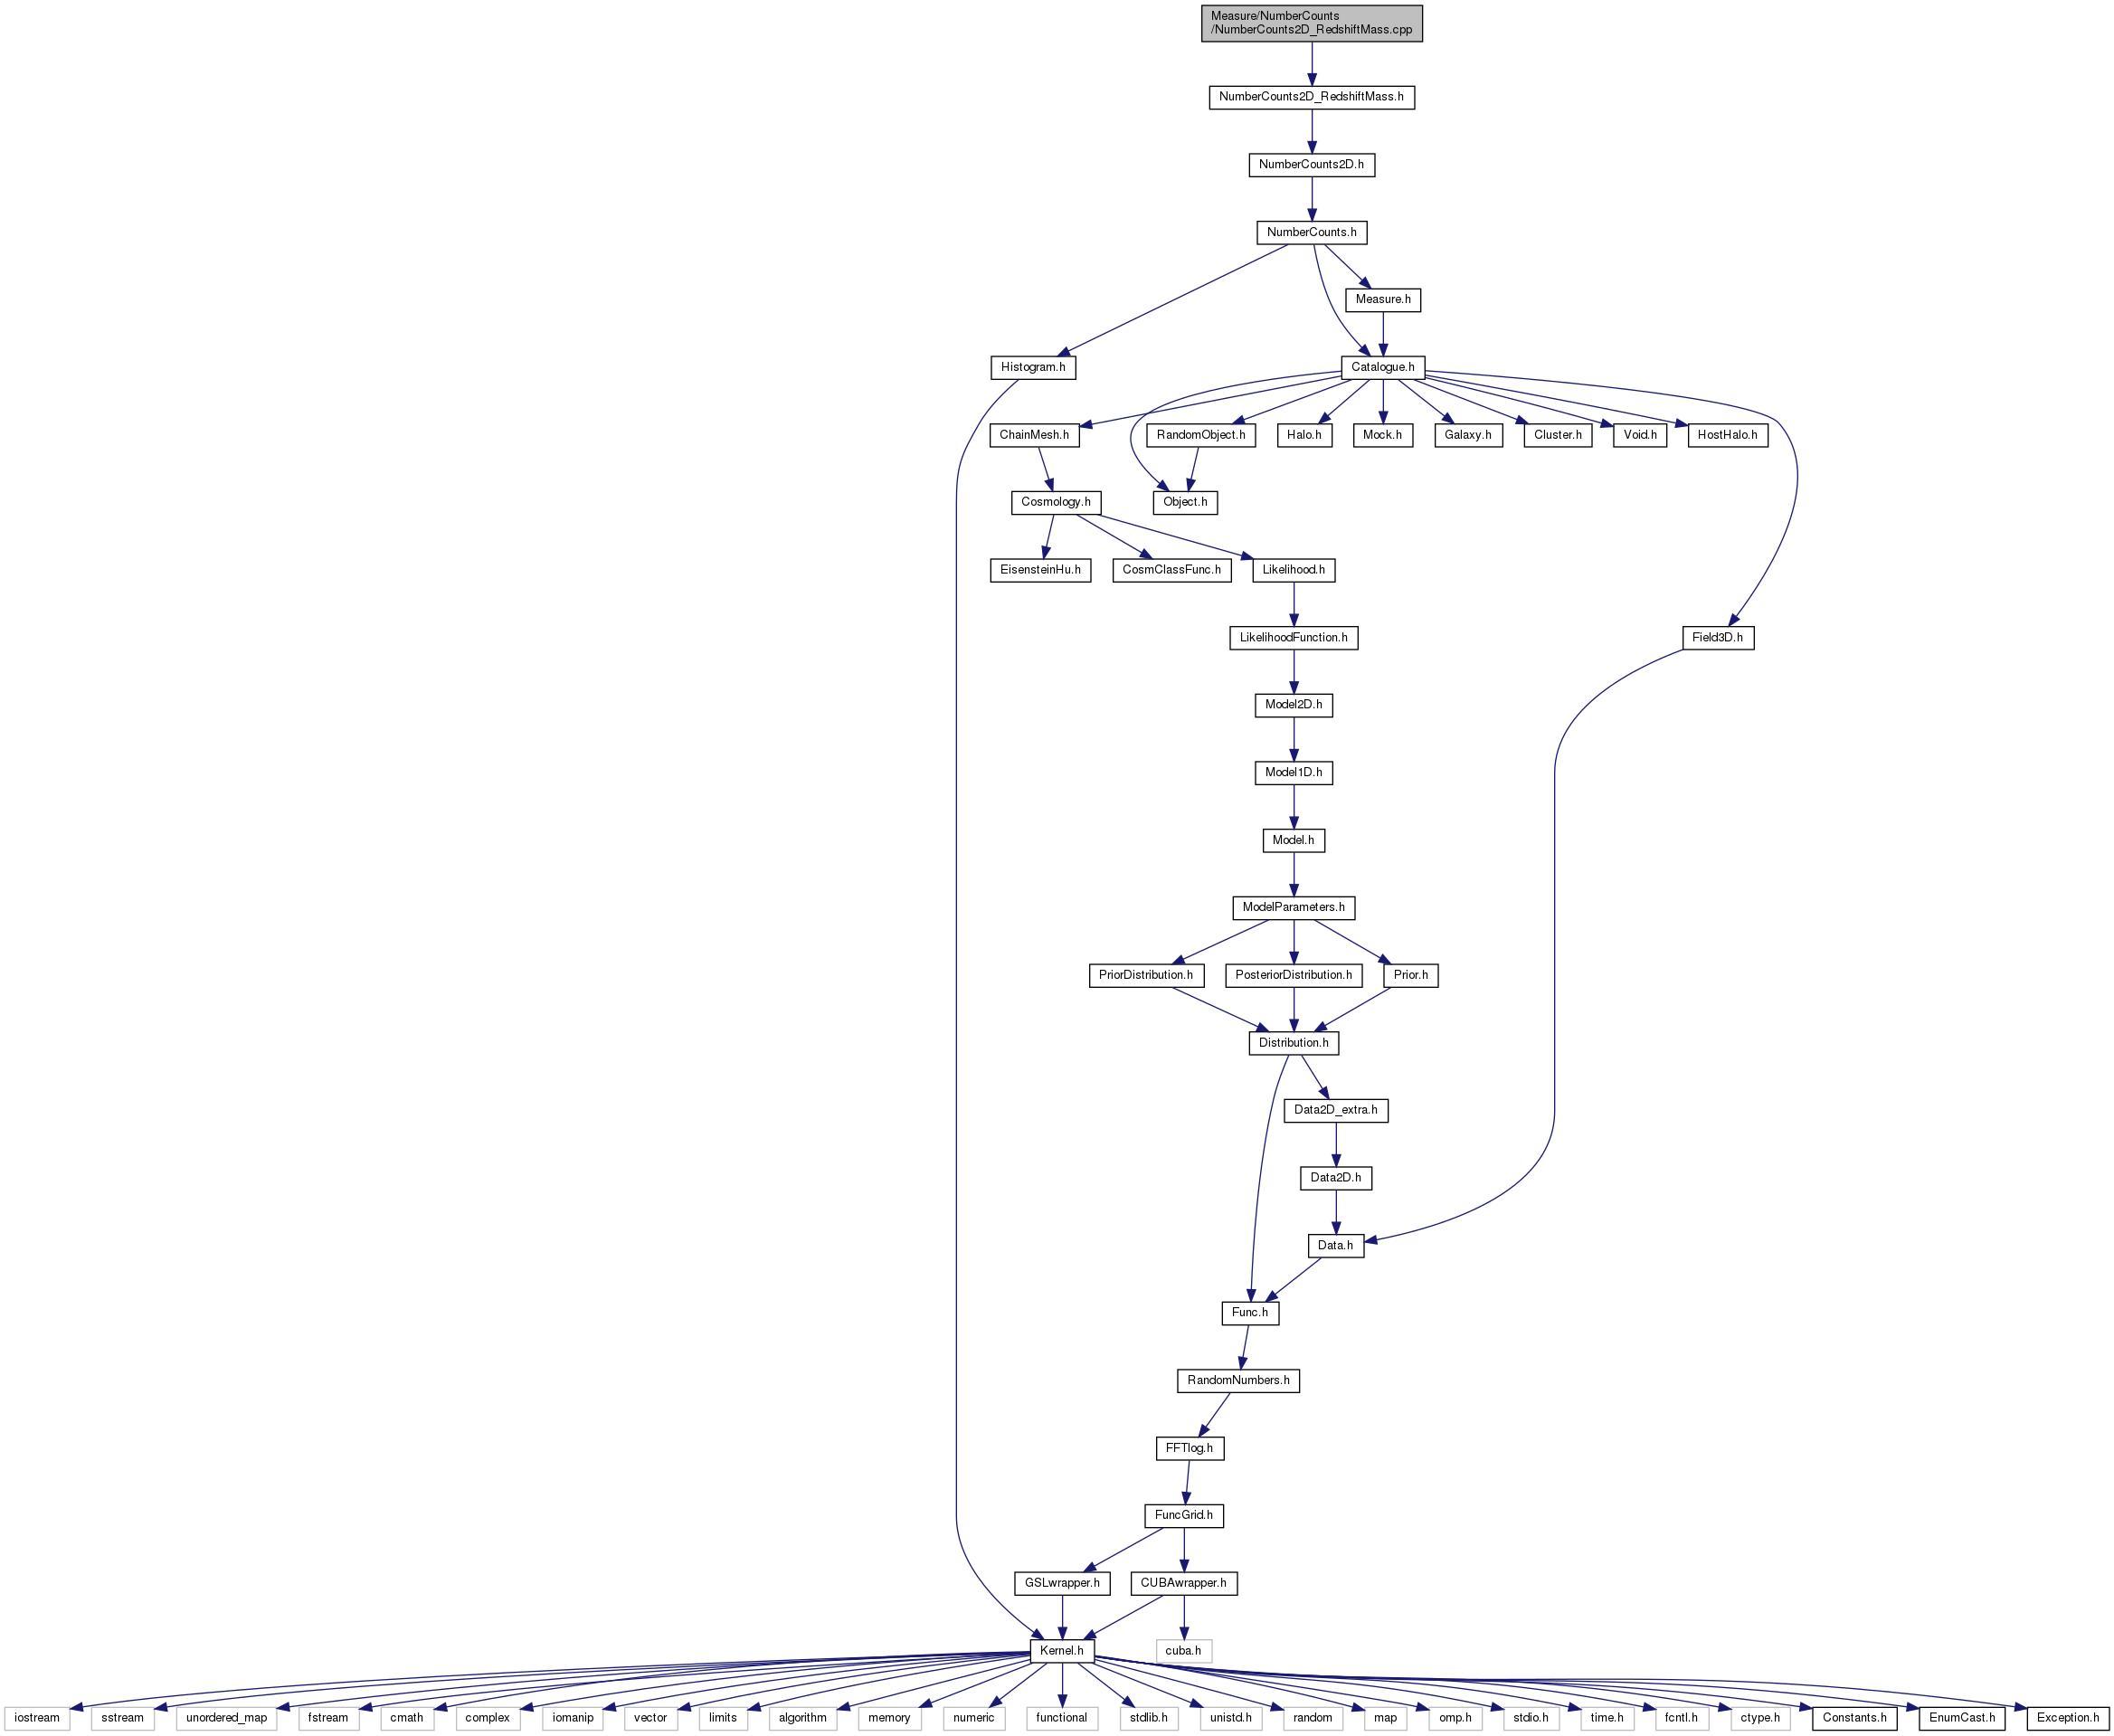 Measure/NumberCounts
/NumberCounts2D_RedshiftMass.cpp
NumberCounts2D_RedshiftMass.h
NumberCounts2D.h
NumberCounts.h
Measure.h
Histogram.h
Catalogue.h
ChainMesh.h
RandomObject.h
Halo.h
Mock.h
Galaxy.h
Cluster.h
Void.h
HostHalo.h
Cosmology.h
Object.h
EisensteinHu.h
CosmClassFunc.h
Likelihood.h
LikelihoodFunction.h
Field3D.h
Model2D.h
Model1D.h
Model.h
ModelParameters.h
PriorDistribution.h
PosteriorDistribution.h
Prior.h
Distribution.h
Data2D_extra.h
Data2D.h
Data.h
Func.h
RandomNumbers.h
FFTlog.h
FuncGrid.h
GSLwrapper.h
CUBAwrapper.h
Kernel.h
cuba.h
iostream
sstream
unordered_map
fstream
cmath
complex
iomanip
vector
limits
algorithm
memory
numeric
functional
stdlib.h
unistd.h
random
map
omp.h
stdio.h
time.h
fcntl.h
ctype.h
Constants.h
EnumCast.h
Exception.h